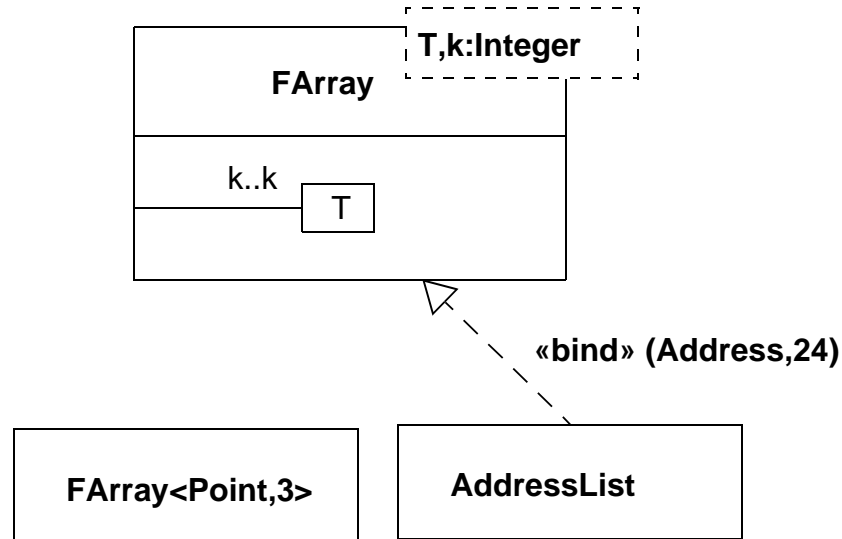 T,k:Integer
FArray
k..k
T
«bind» (Address,24)
FArray<Point,3>
AddressList